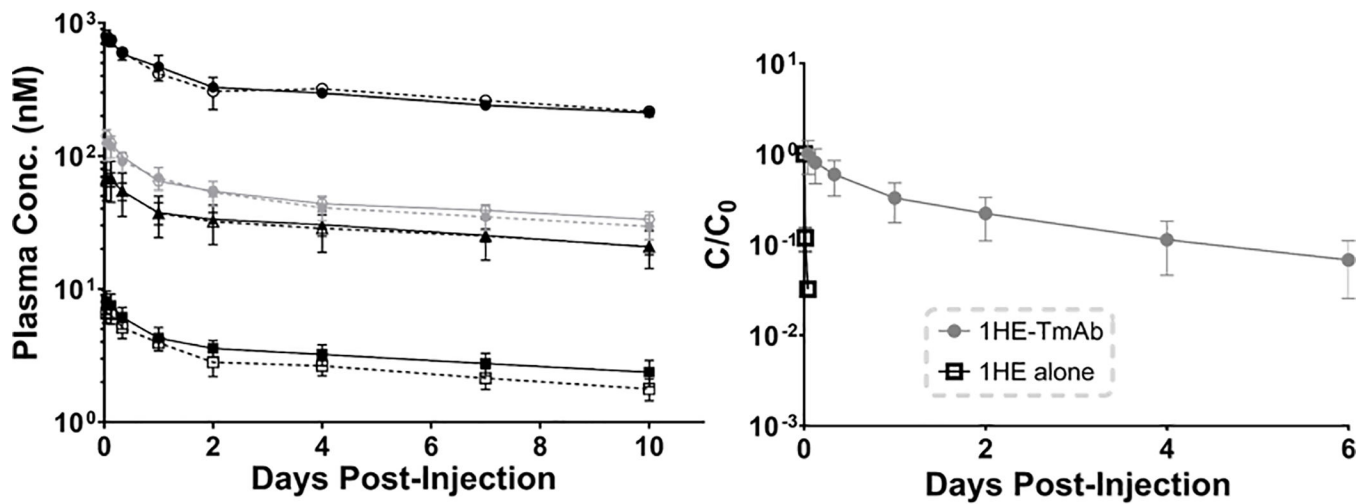 Plasma Conc. (nM)
10³
10²
10¹
10⁰
0 2 4 6 8 10
Days Post-Injection
C/C₀
10¹
10⁰
10⁻¹
10⁻²
10⁻³
1HE-TmAb
1HE alone
0 2 4 6
Days Post-Injection